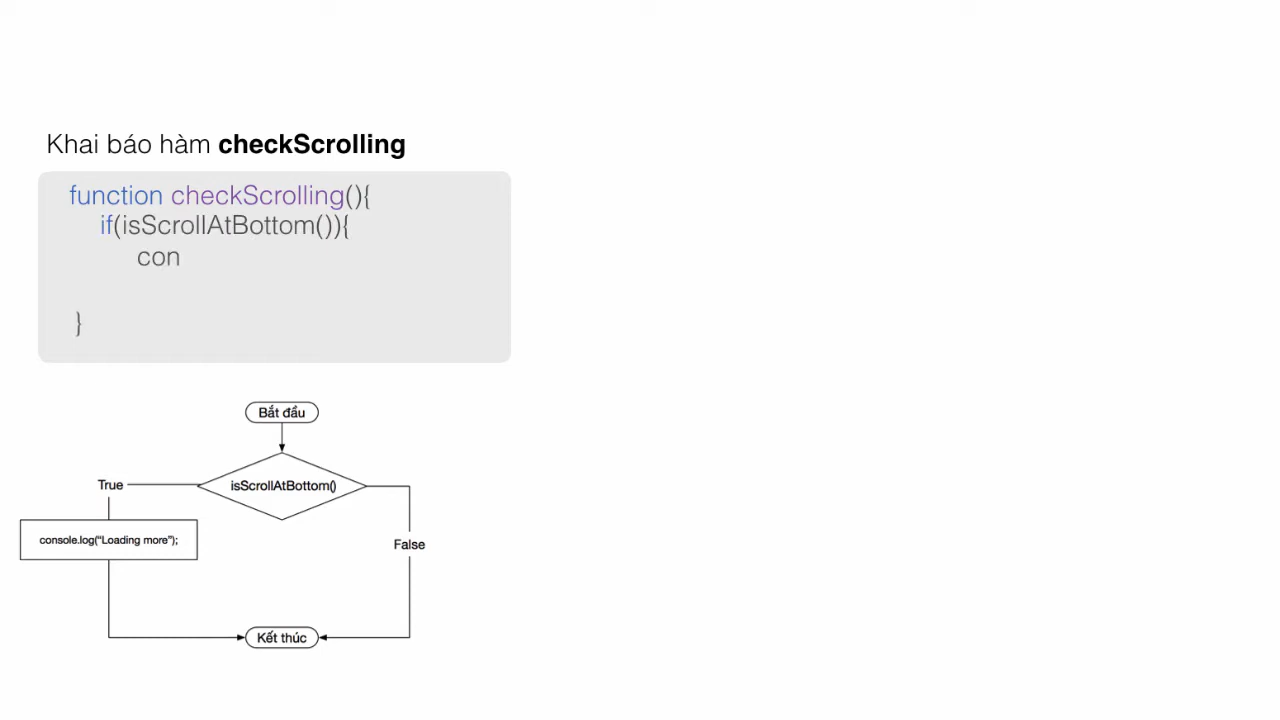 Khai báo hàm checkScrolling
function checkScrolling(){
if(isScrollAtBottom()){
con
}
Bắt đầu
isScrollAtBottom()
True
console.log(“Loading more”);
False
Kết thúc